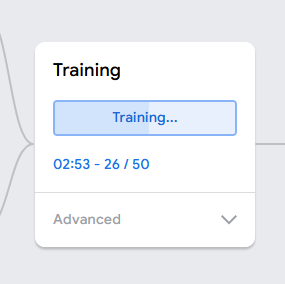 Training
Training...
02:53 - 26 / 50
Advanced